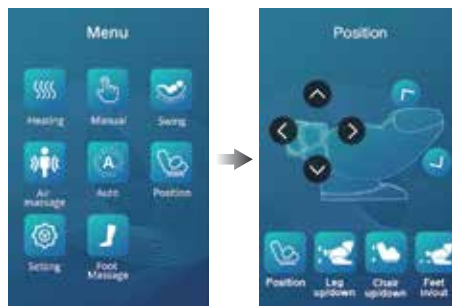 Menu
Heating
Manual
Swing
Air
massage
A
Auto
Position
Setting
Foot
Massage
Position
Position
Leg
up/down
Chair
up/down
Feet
in/out